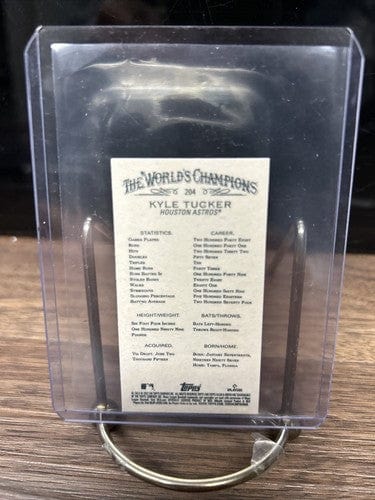 THE WORLD'S CHAMPIONS
204
KYLE TUCKER
HOUSTON ASTROS®
STATISTICS. CAREER.
GAMES PLAYED TWO HUNDRED FORTY EIGHT
RUNS ONE HUNDRED FORTY ONE
HITS TWO HUNDRED THIRTY TWO
DOUBLES FIFTY SEVEN
TRIPLES TEN
HOME RUNS FORTY THREE
RUNS BATTED IN ONE HUNDRED FORTY NINE
STOLEN BASES TWENTY EIGHT
WALKS EIGHTY ONE
STRIKEOUTS ONE HUNDRED NINETY SIX
SLUGGING PERCENTAGE FIVE HUNDRED EIGHTEEN
BATTING AVERAGE TWO HUNDRED SEVENTY FOUR
HEIGHT/WEIGHT. BATS/THROWS.
SIX FOOT FOUR INCHES BATS LEFT-HANDED
ONE HUNDRED NINETY NINE THROWS RIGHT-HANDED
POUNDS
ACQUIRED. BORN/HOME.
VIA DRAFT: JUNE TWO BORN: JANUARY SEVENTEENTH,
THOUSAND FIFTEEN NINETEEN NINETY SEVEN
HOME: TAMPA, FLORIDA
Topps
PLAYERS